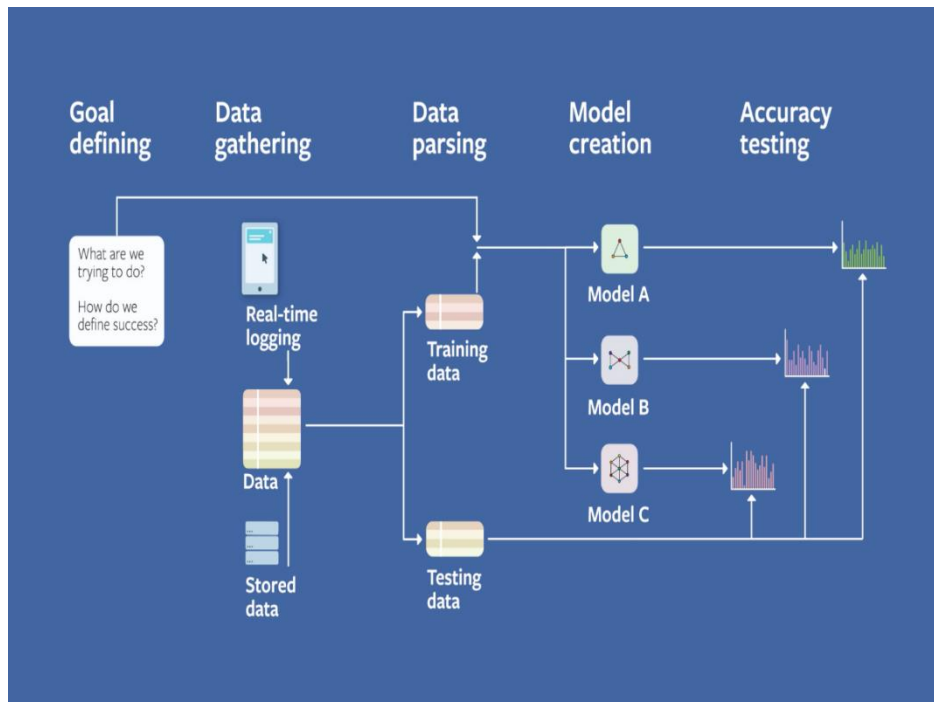 Goal
defining
Data
gathering
Data
parsing
Model
creation
Accuracy
testing
What are we
trying to do?
How do we
define success?
Real-time
logging
Data
Stored
data
Training
data
Testing
data
Model A
Model B
Model C